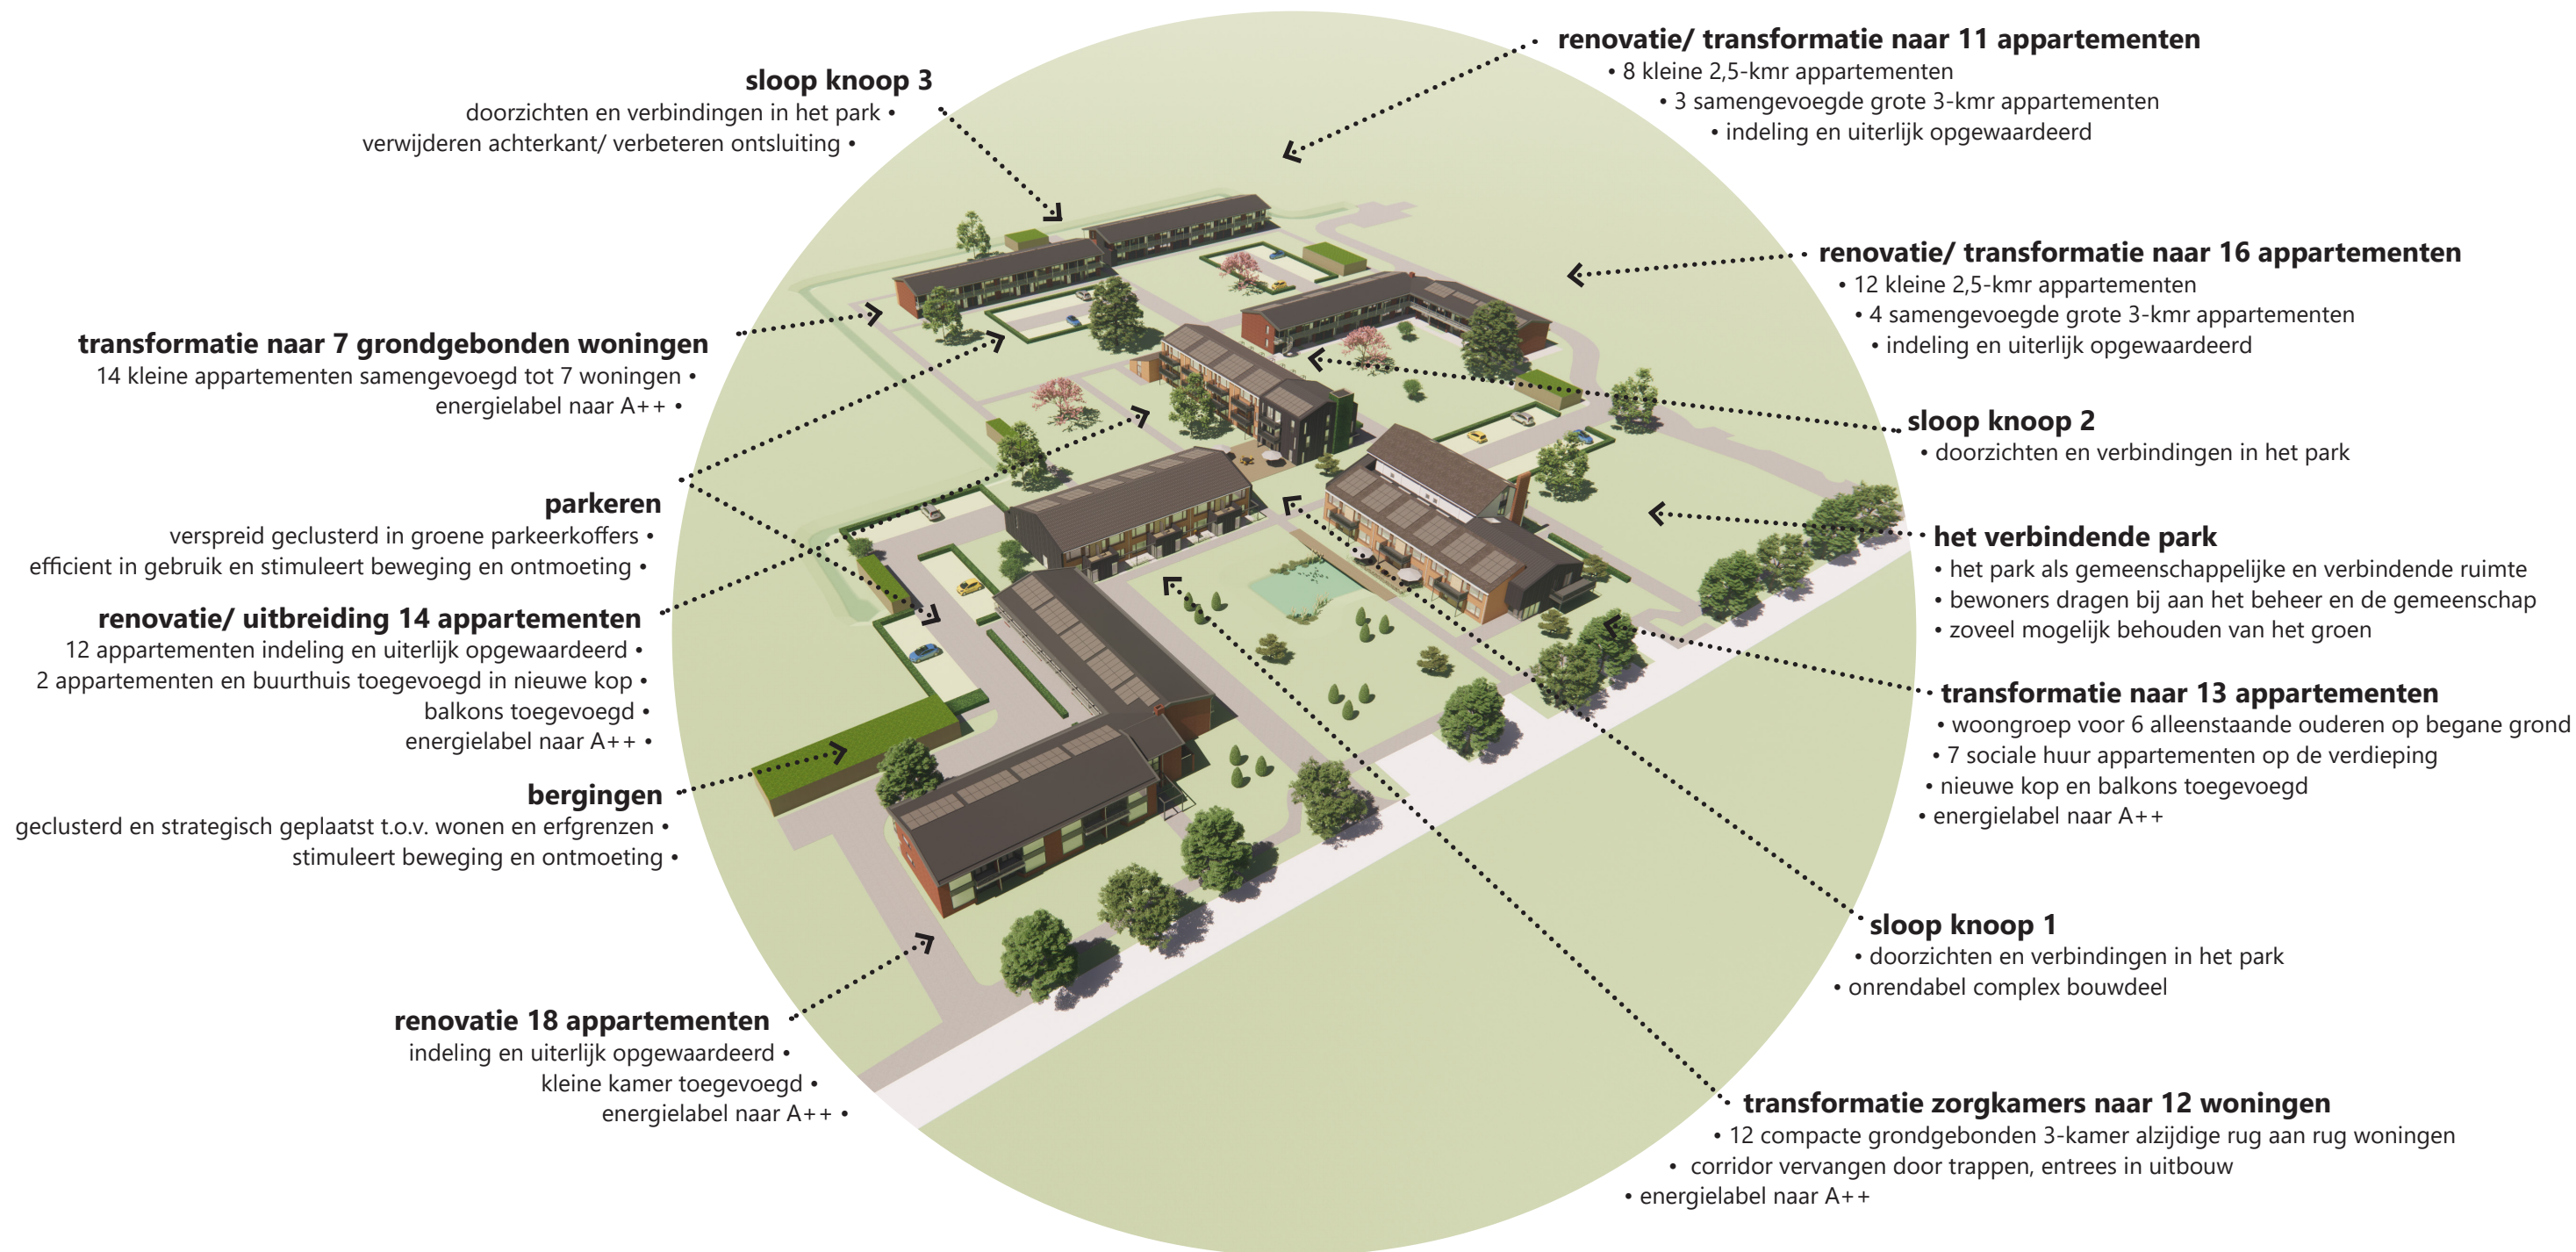 sloop knoop 3
doorzichten en verbindingen in het park •
verwijderen achterkant/ verbeteren ontsluiting •
transformatie naar 7 grondgebonden woningen
14 kleine appartementen samengevoegd tot 7 woningen •
energielabel naar A++ •
parkeren
verspreid geclusterd in groene parkeerkoffers •
efficient in gebruik en stimuleert beweging en ontmoeting •
renovatie/ uitbreiding 14 appartementen
12 appartementen indeling en uiterlijk opgewaardeerd •
2 appartementen en buurthuis toegevoegd in nieuwe kop •
balkons toegevoegd •
energielabel naar A++ •
bergingen
geclusterd en strategisch geplaatst t.o.v. wonen en erfgrenzen •
stimuleert beweging en ontmoeting •
renovatie 18 appartementen
indeling en uiterlijk opgewaardeerd •
kleine kamer toegevoegd •
energielabel naar A++ •
renovatie/ transformatie naar 11 appartementen
• 8 kleine 2,5-kmr appartementen
• 3 samengevoegde grote 3-kmr appartementen
• indeling en uiterlijk opgewaardeerd
renovatie/ transformatie naar 16 appartementen
• 12 kleine 2,5-kmr appartementen
• 4 samengevoegde grote 3-kmr appartementen
• indeling en uiterlijk opgewaardeerd
sloop knoop 2
• doorzichten en verbindingen in het park
het verbindende park
• het park als gemeenschappelijke en verbindende ruimte
• bewoners dragen bij aan het beheer en de gemeenschap
• zoveel mogelijk behouden van het groen
transformatie naar 13 appartementen
• woongroep voor 6 alleenstaande ouderen op begane grond
• 7 sociale huur appartementen op de verdieping
• nieuwe kop en balkons toegevoegd
• energielabel naar A++
sloop knoop 1
• doorzichten en verbindingen in het park
• onrendabel complex bouwdeel
transformatie zorgkamers naar 12 woningen
• 12 compacte grondgebonden 3-kamer alzijdige rug aan rug woningen
• corridor vervangen door trappen, entrees in uitbouw
• energielabel naar A++